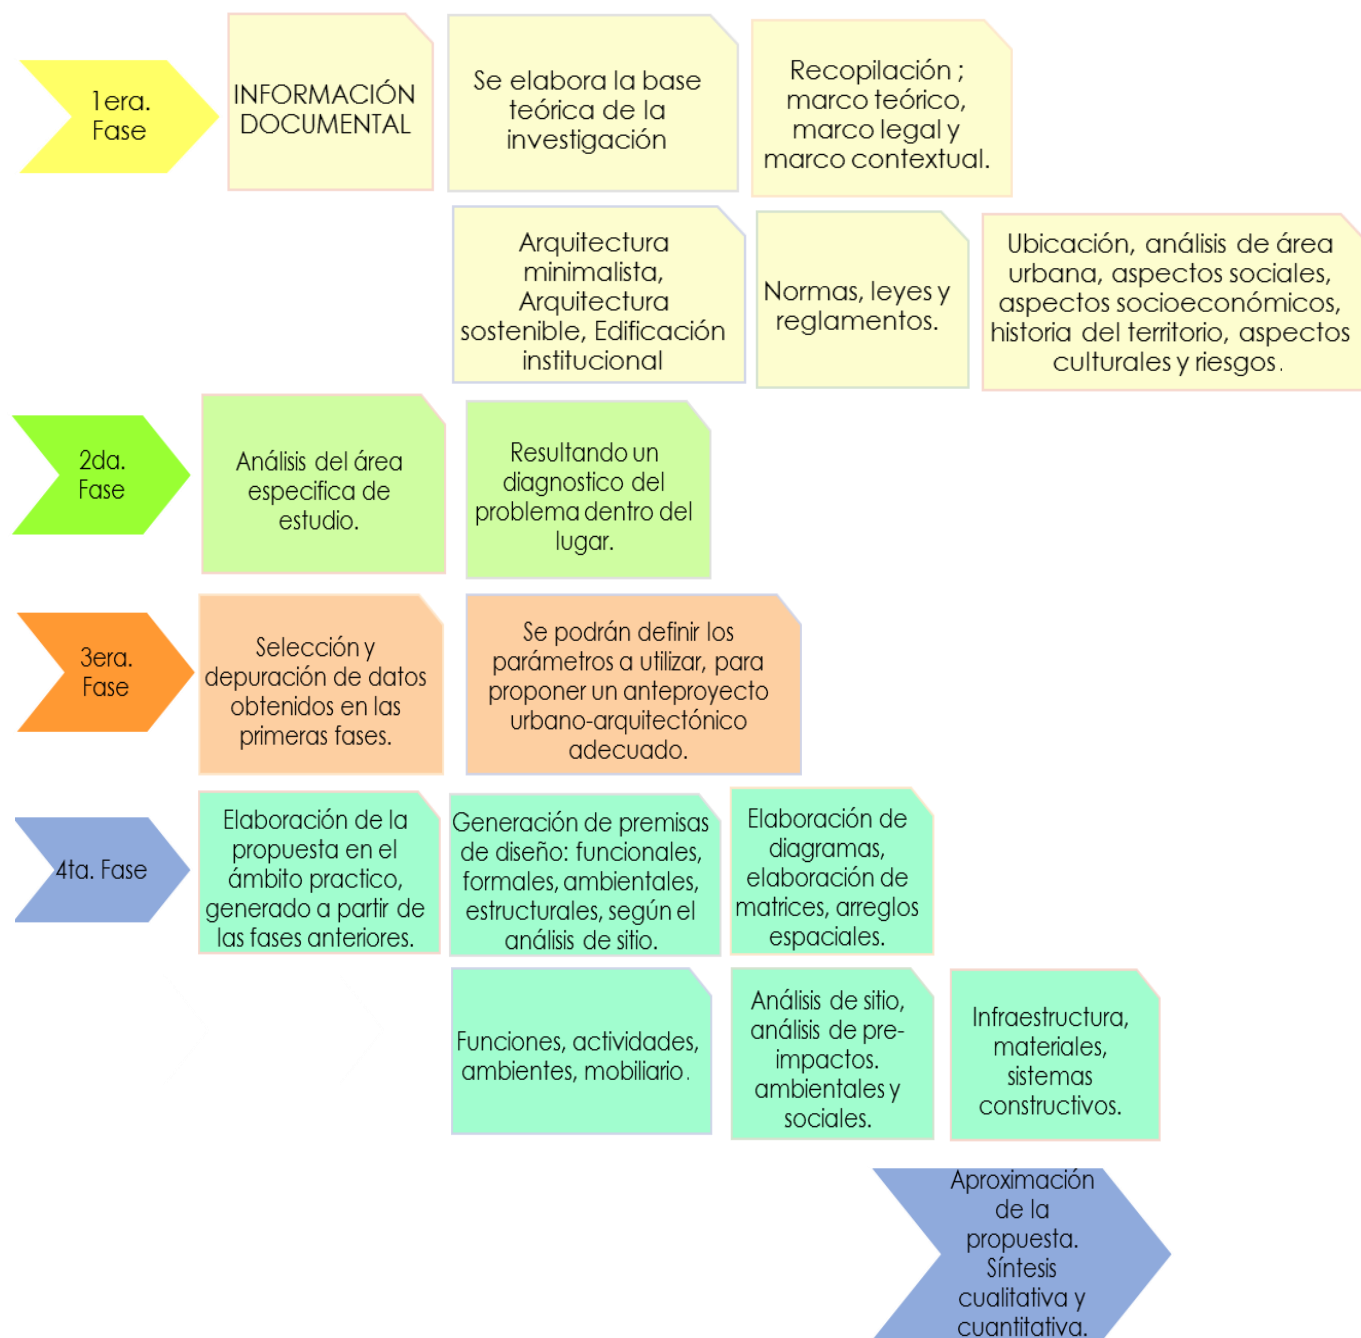 1era.
Fase
INFORMACIÓN
DOCUMENTAL
Se elabora la base
teórica de la
investigación
Recopilación ;
marco teórico,
marco legal y
marco contextual.
Arquitectura
minimalista,
Arquitectura
sostenible, Edificación
institucional
Normas, leyes y
reglamentos.
Ubicación, análisis de área
urbana, aspectos sociales,
aspectos socioeconómicos,
historia del territorio, aspectos
culturales y riesgos.
2da.
Fase
Análisis del área
especifica de
estudio.
Resultando un
diagnostico del
problema dentro del
lugar.
3era.
Fase
Selección y
depuración de datos
obtenidos en las
primeras fases.
Se podrán definir los
parámetros a utilizar, para
proponer un anteproyecto
urbano-arquitectónico
adecuado.
4ta. Fase
Elaboración de la
propuesta en el
ámbito practico,
generado a partir de
las fases anteriores.
Generación de premisas
de diseño: funcionales,
formales, ambientales,
estructurales, según el
análisis de sitio.
Elaboración de
diagramas,
elaboración de
matrices, arreglos
espaciales.
Funciones, actividades,
ambientes, mobiliario.
Análisis de sitio,
análisis de pre-
impactos.
ambientales y
sociales.
Infraestructura,
materiales,
sistemas
constructivos.
Aproximación
de la
propuesta.
Síntesis
cualitativa y
cuantitativa.